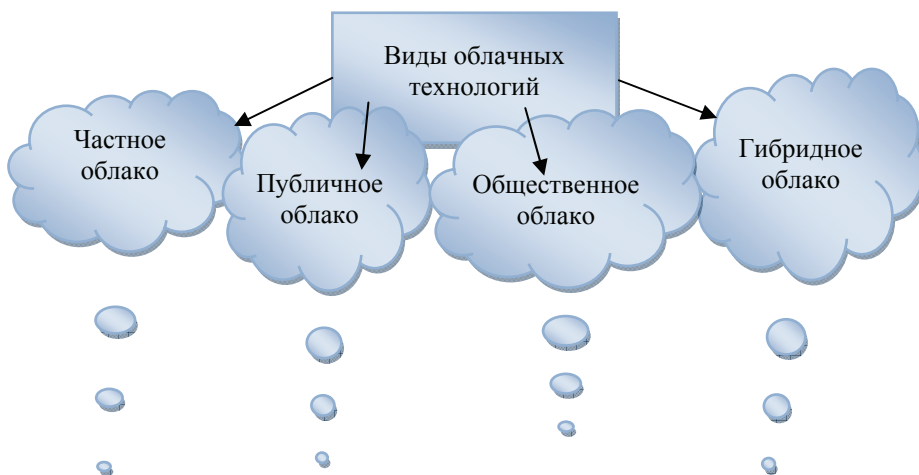 Виды облачных
технологий
Частное
облако
Публичное
облако
Общественное
облако
Гибридное
облако